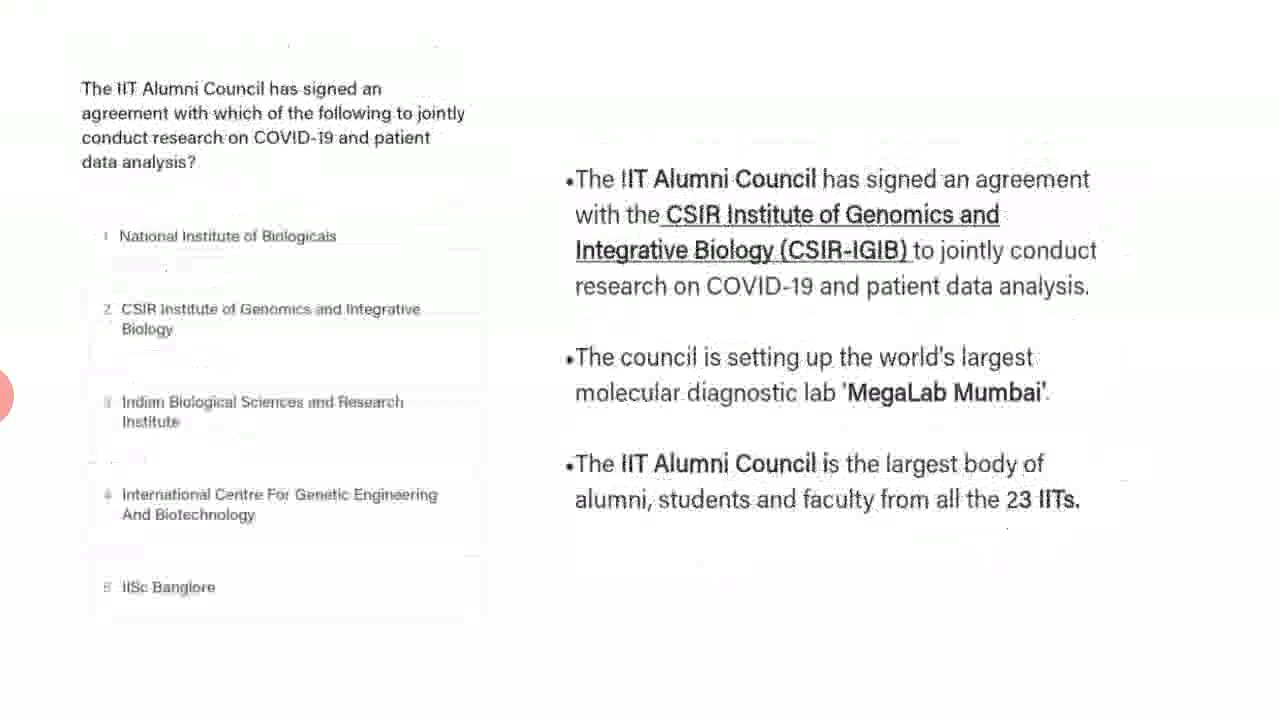 The IIT Alumni Council has signed an
agreement with which of the following to jointly
conduct research on COVID-19 and patient
data analysis?
1 National Institute of Biologicals
2 CSIR Institute of Genomics and Integrative
Biology
3 Indian Biological Sciences and Research
Institute
4 International Centre For Genetic Engineering
And Biotechnology
5 IISc Banglore
•The IIT Alumni Council has signed an agreement
with the CSIR Institute of Genomics and
Integrative Biology (CSIR-IGIB) to jointly conduct
research on COVID-19 and patient data analysis.
•The council is setting up the world's largest
molecular diagnostic lab 'MegaLab Mumbai'.
•The IIT Alumni Council is the largest body of
alumni, students and faculty from all the 23 IITs.